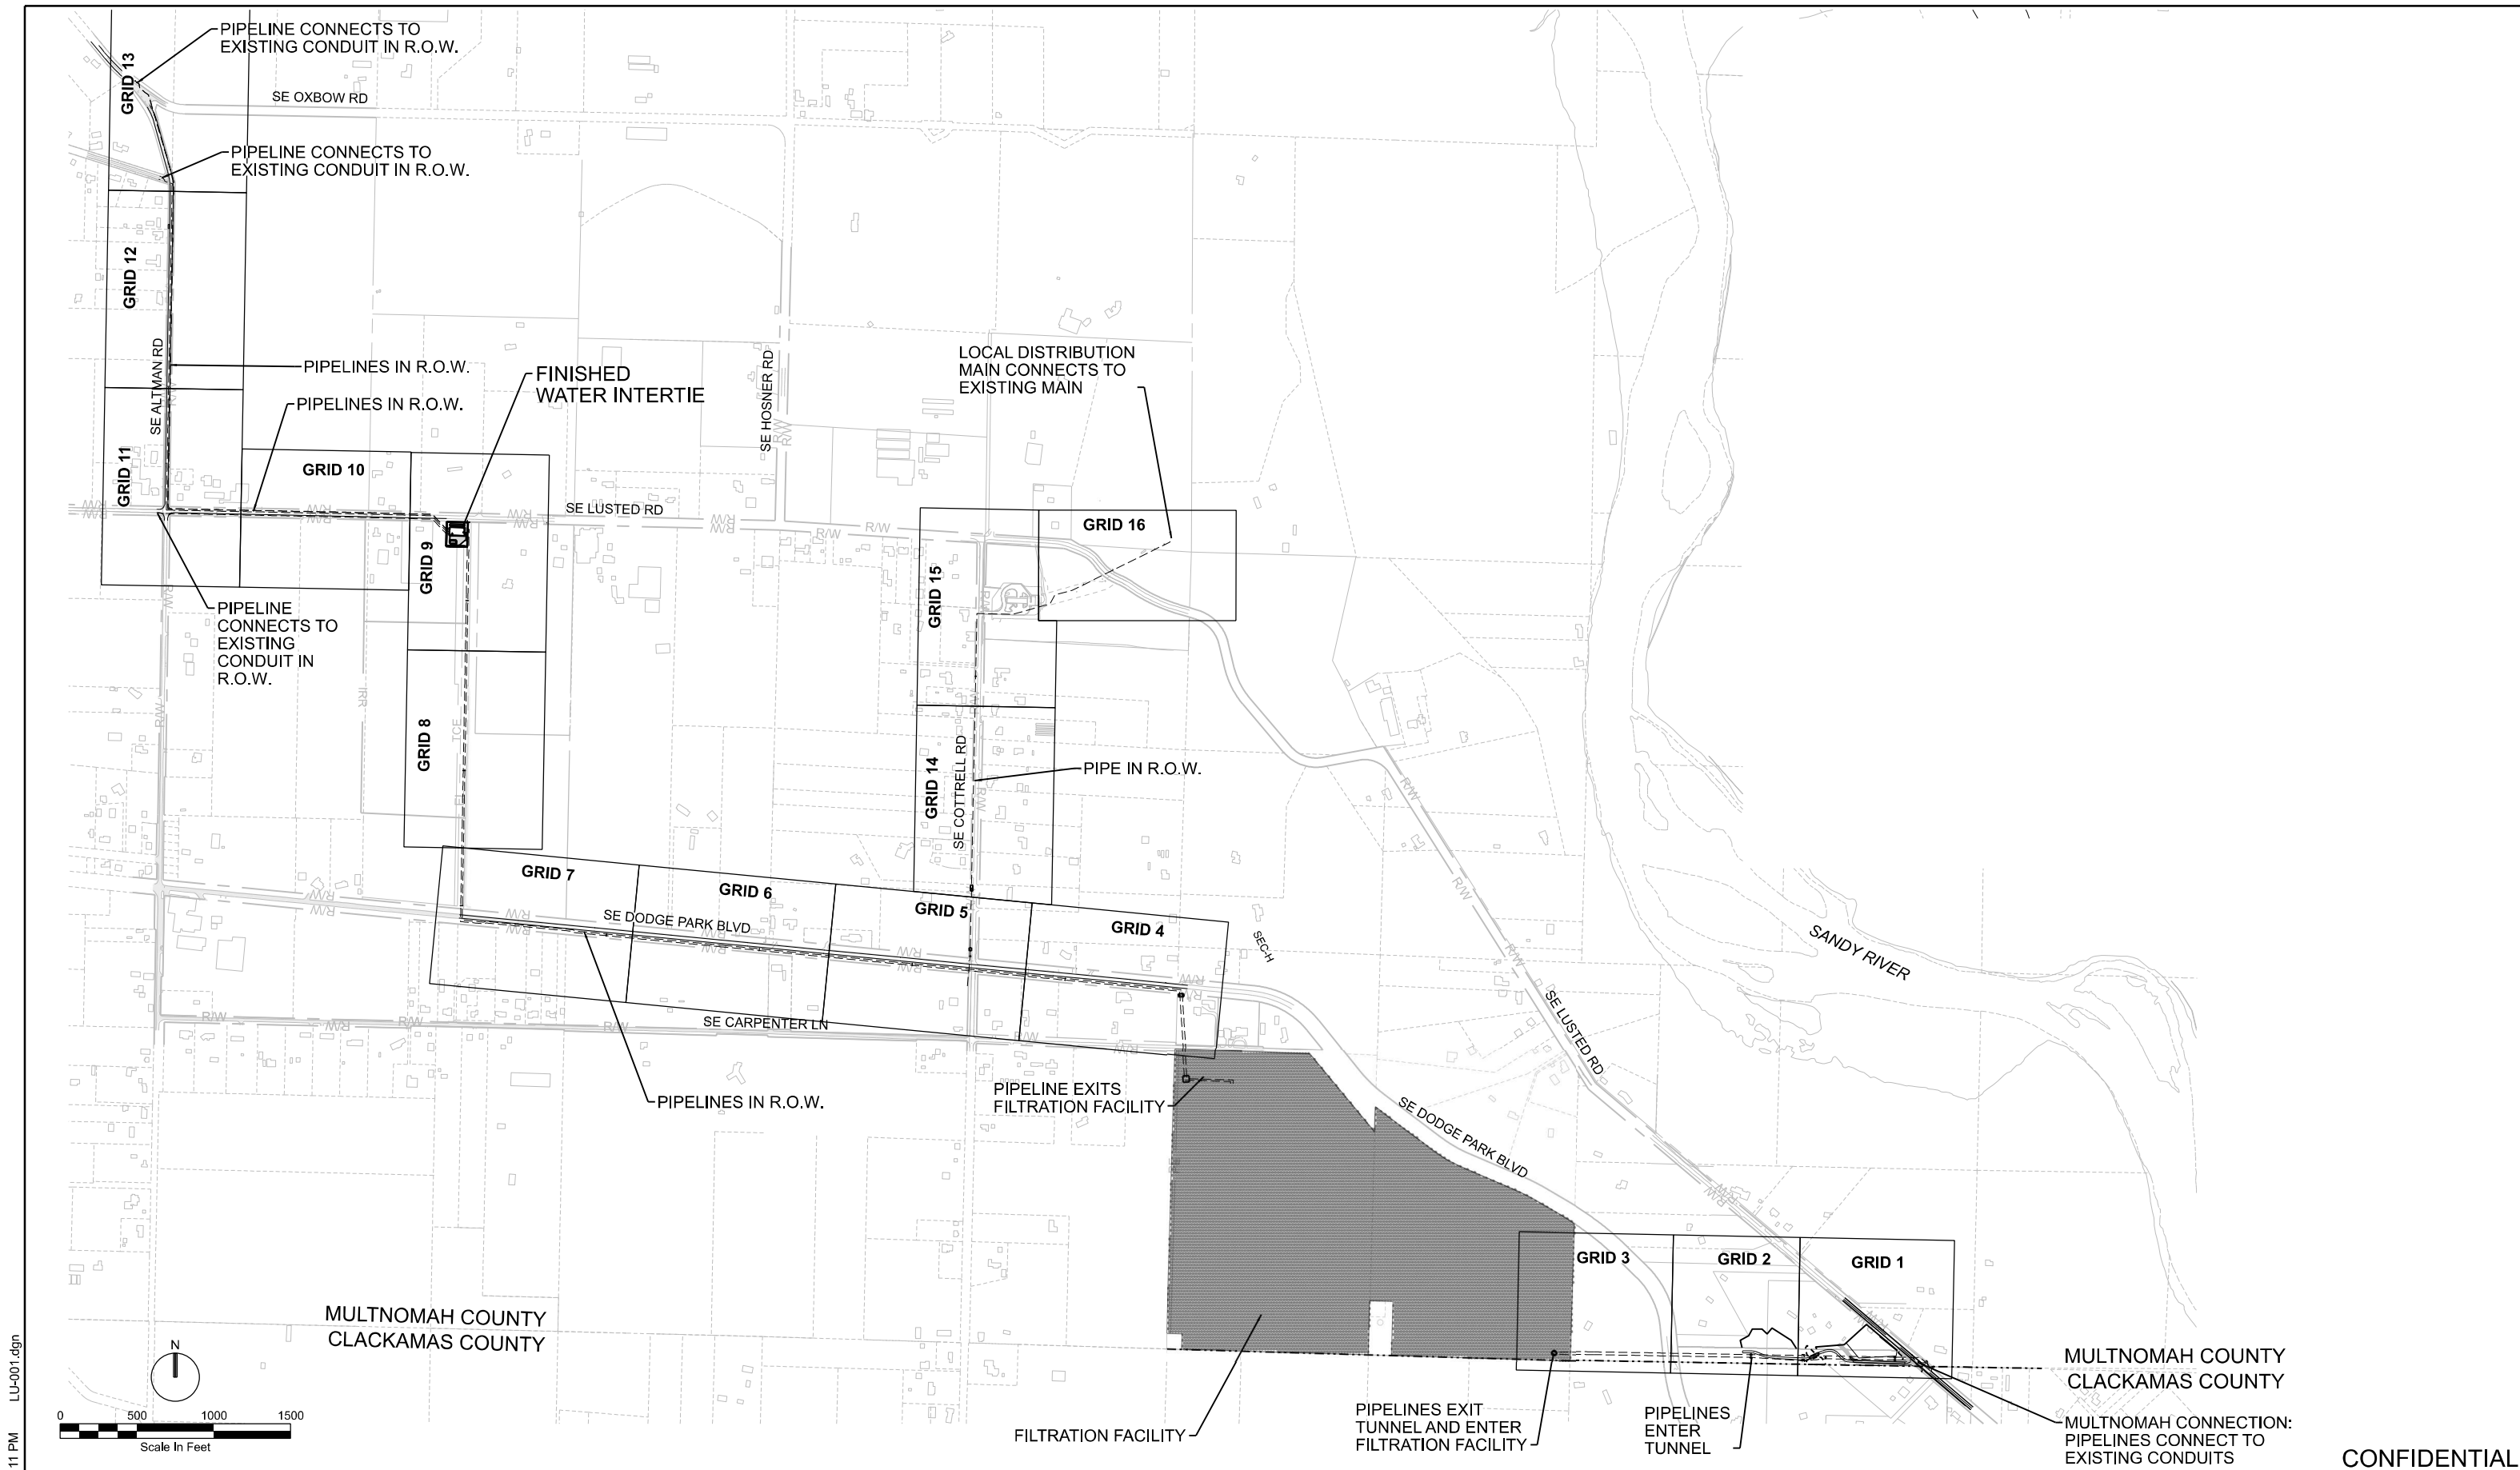 PIPELINE CONNECTS TO
EXISTING CONDUIT IN R.O.W.
GRID 13
SE OXBOW RD
PIPELINE CONNECTS TO
EXISTING CONDUIT IN R.O.W.
GRID 12
SE ALTMAN RD
PIPELINES IN R.O.W.
PIPELINES IN R.O.W.
FINISHED
WATER INTERTIE
SE HOSNER RD
R/W
R/W
LOCAL DISTRIBUTION
MAIN CONNECTS TO
EXISTING MAIN
GRID 11
GRID 10
GRID 9
SE LUSTED RD
R/W
R/W
R/W
R/W
R/W
R/W
R/W
R/W
R/W
R/W
GRID 16
GRID 15
R/W
PIPELINE
CONNECTS TO
EXISTING
CONDUIT IN
R.O.W.
R/W
R/W
IRR
TCE
GRID 8
GRID 14
SE COTTRELL RD
PIPE IN R.O.W.
R/W
R/W
R/W
GRID 7
GRID 6
GRID 5
GRID 4
SE DODGE PARK BLVD
R/W
R/W
R/W
R/W
R/W
R/W
R/W
R/W
R/W
R/W
SEC-H
SANDY RIVER
R/W
SE LUSTED RD
R/W
R/W
R/W
R/W
SE CARPENTER LN
R/W
R/W
PIPELINES IN R.O.W.
PIPELINE EXITS
FILTRATION FACILITY
SE DODGE PARK BLVD
R/W
R/W
GRID 3
GRID 2
GRID 1
R/W
MULTNOMAH COUNTY
CLACKAMAS COUNTY
N
0 500 1000 1500
Scale In Feet
FILTRATION FACILITY
PIPELINES EXIT
TUNNEL AND ENTER
FILTRATION FACILITY
PIPELINES
ENTER
TUNNEL
MULTNOMAH COUNTY
CLACKAMAS COUNTY
MULTNOMAH CONNECTION:
PIPELINES CONNECT TO
EXISTING CONDUITS
CONFIDENTIAL
LU-001.dgn
11 PM